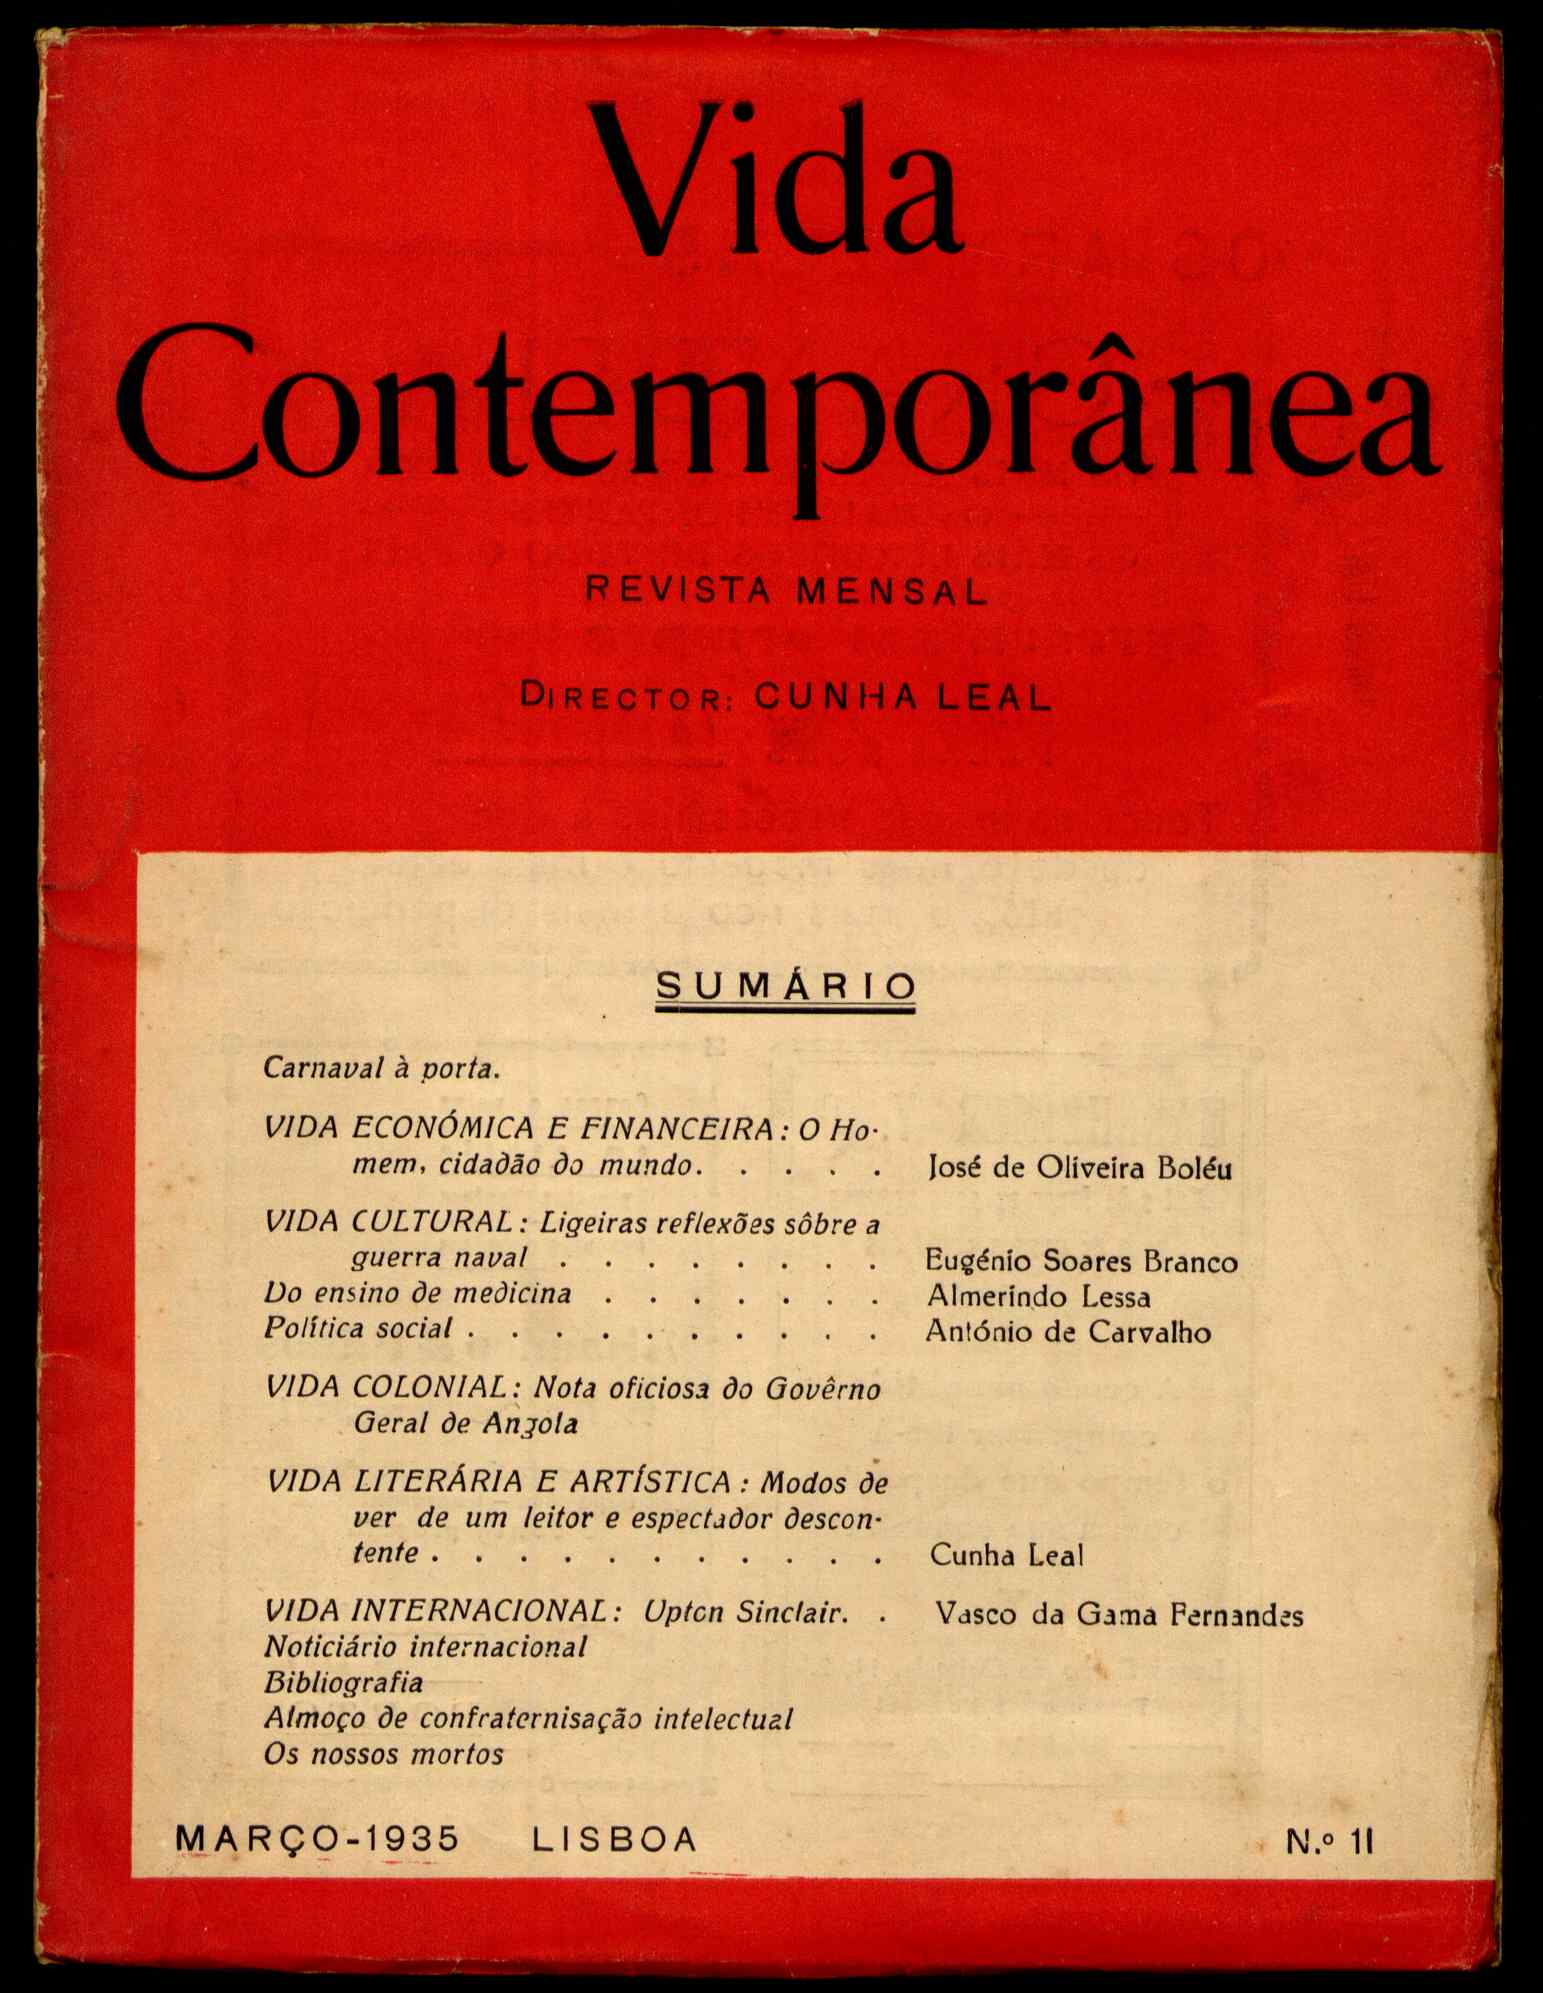 Vida
Contemporânea
REVISTA MENSAL
DIRECTOR: CUNHA LEAL
SUMÁRIO
Carnaval à porta.
VIDA ECONÓMICA E FINANCEIRA: O Ho-
mem, cidadão do mundo. . . . . José de Oliveira Boléu
VIDA CULTURAL: Ligeiras reflexões sôbre a
guerra naval . . . . . . . . Eugénio Soares Branco
Do ensino de medicina . . . . . . . Almerindo Lessa
Política social . . . . . . . . . . António de Carvalho
VIDA COLONIAL: Nota oficiosa do Govêrno
Geral de Angola
VIDA LITERÁRIA E ARTÍSTICA: Modos de
ver de um leitor e espectador descon-
tente . . . . . . . . . . . Cunha Leal
VIDA INTERNACIONAL: Upton Sinclair. . Vasco da Gama Fernandes
Noticiário internacional
Bibliografia
Almoço de confraternisação intelectual
Os nossos mortos
MARÇO-1935 LISBOA N.º 11